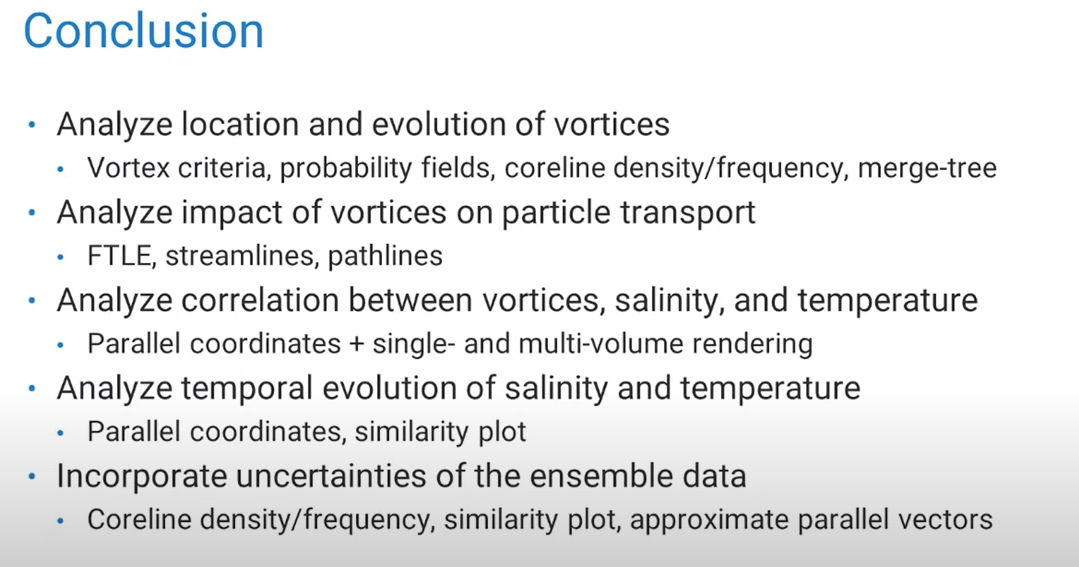 Conclusion
• Analyze location and evolution of vortices
• Vortex criteria, probability fields, coreline density/frequency, merge-tree
• Analyze impact of vortices on particle transport
• FTLE, streamlines, pathlines
• Analyze correlation between vortices, salinity, and temperature
• Parallel coordinates + single- and multi-volume rendering
• Analyze temporal evolution of salinity and temperature
• Parallel coordinates, similarity plot
• Incorporate uncertainties of the ensemble data
• Coreline density/frequency, similarity plot, approximate parallel vectors